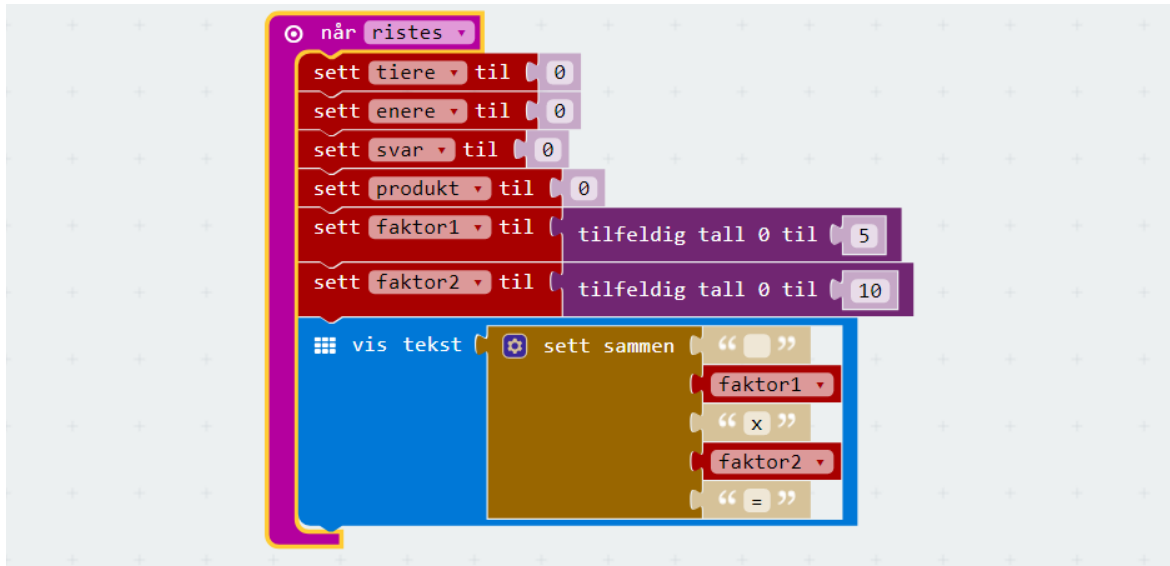 når ristes
sett tiere til 0
sett enere til 0
sett svar til 0
sett produkt til 0
sett faktor1 til tilfeldig tall 0 til 5
sett faktor2 til tilfeldig tall 0 til 10
vis tekst sett sammen “ ”
faktor1
“ x ”
faktor2
“ = ”